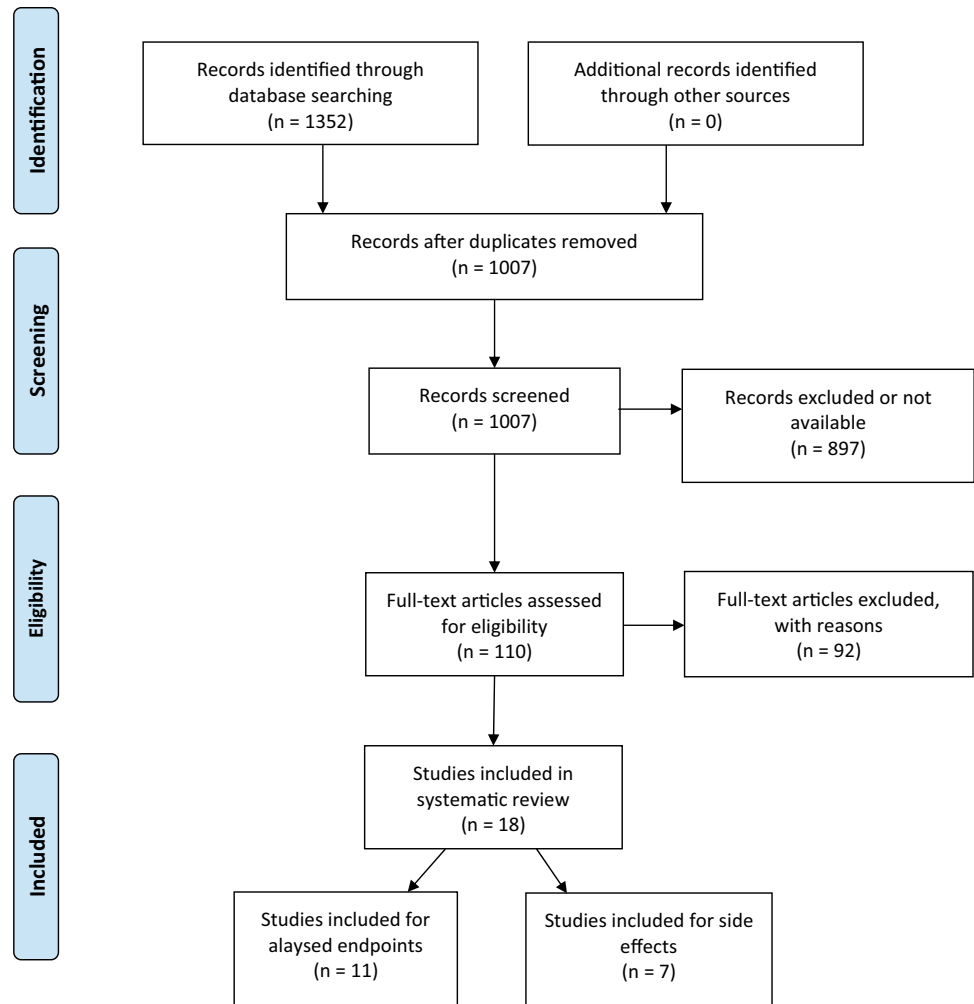 Identification
Records identified through
database searching
(n = 1352)
Additional records identified
through other sources
(n = 0)
Records after duplicates removed
(n = 1007)
Screening
Records screened
(n = 1007)
Records excluded or not
available
(n = 897)
Eligibility
Full-text articles assessed
for eligibility
(n = 110)
Full-text articles excluded,
with reasons
(n = 92)
Included
Studies included in
systematic review
(n = 18)
Studies included for
alaysed endpoints
(n = 11)
Studies included for side
effects
(n = 7)